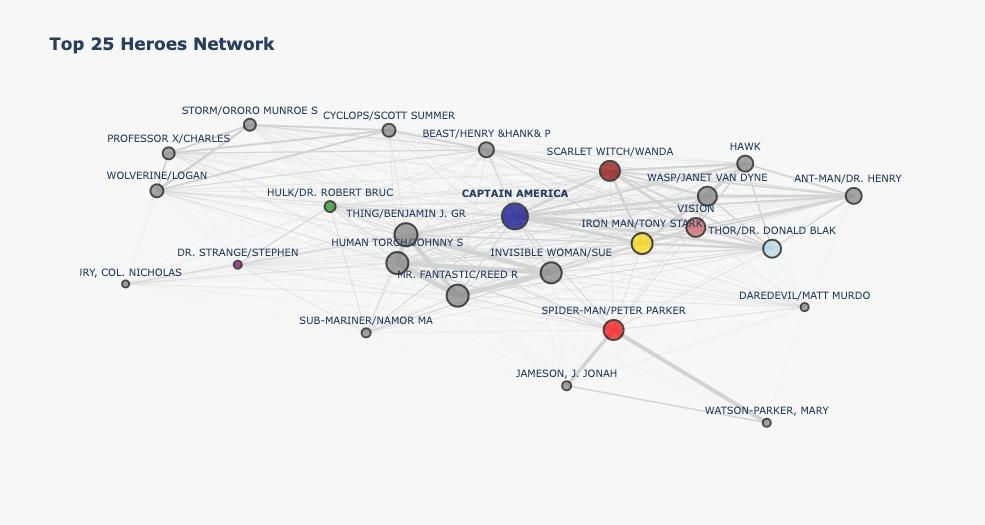 Top 25 Heroes Network
STORM/ORORO MUNROE S
CYCLOPS/SCOTT SUMMER
PROFESSOR X/CHARLES
BEAST/HENRY &HANK& P
HAWK
SCARLET WITCH/WANDA
WOLVERINE/LOGAN
WASP/JANET VAN DYNE
ANT-MAN/DR. HENRY
HULK/DR. ROBERT BRUC
CAPTAIN AMERICA
VISION
THING/BENJAMIN J. GR
IRON MAN/TONY STARK
THOR/DR. DONALD BLAK
HUMAN TORCH/JOHNNY S
DR. STRANGE/STEPHEN
INVISIBLE WOMAN/SUE
URY, COL. NICHOLAS
MR. FANTASTIC/REED R
DAREDEVIL/MATT MURDO
SPIDER-MAN/PETER PARKER
SUB-MARINER/NAMOR MA
JAMESON, J. JONAH
WATSON-PARKER, MARY